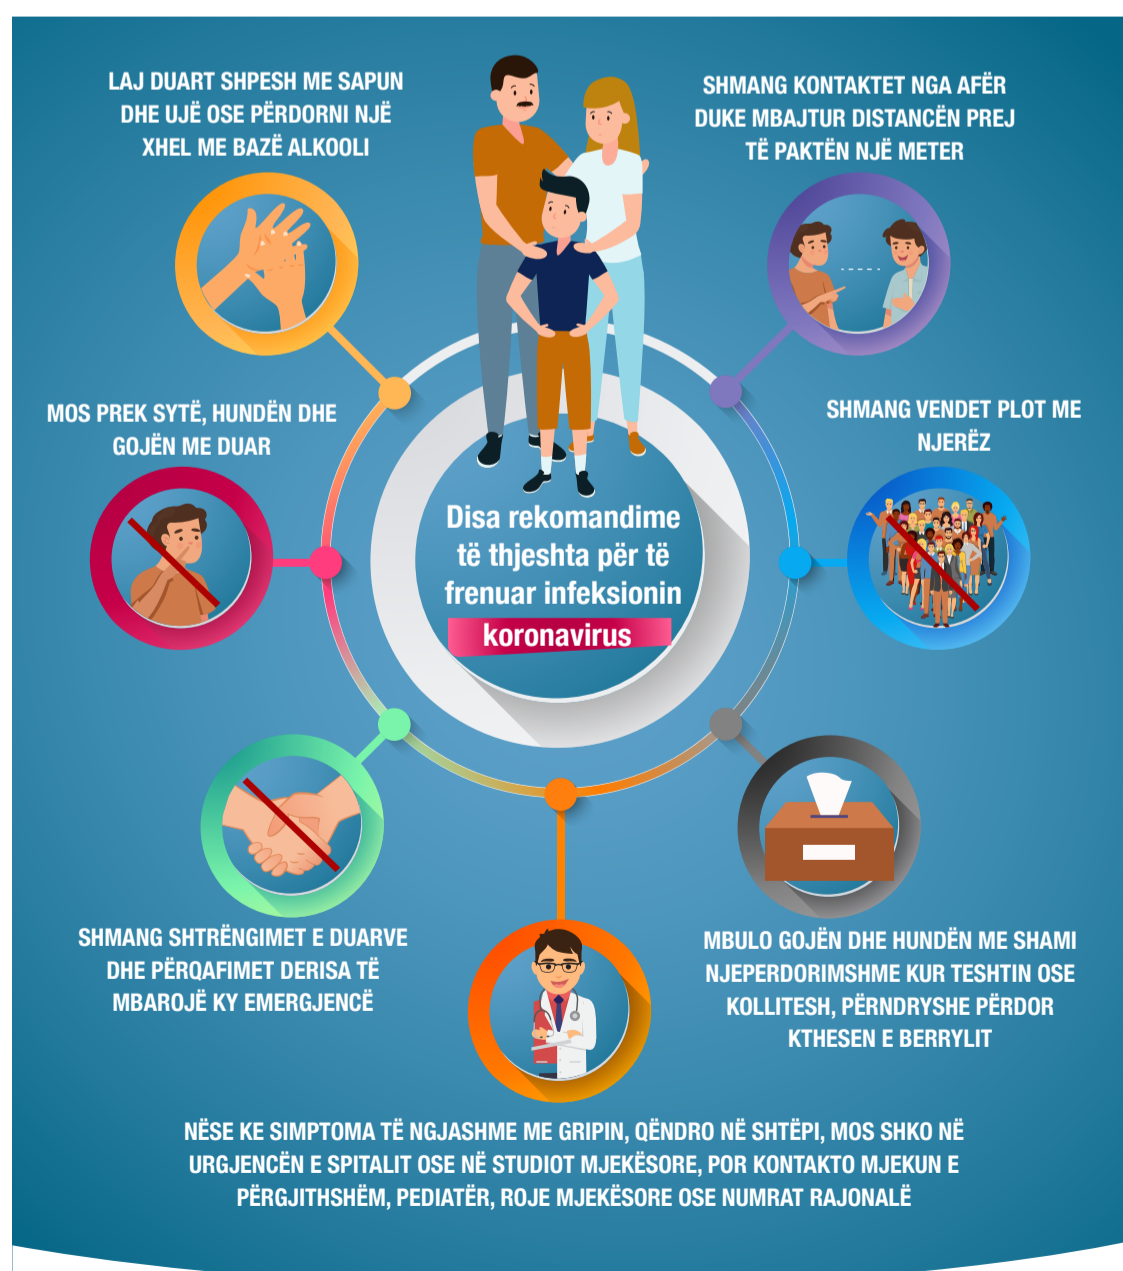 LAJ DUART SHPESH ME SAPUN
DHE UJË OSE PËRDORNI NJË
XHEL ME BAZË ALKOOLI
SHMANG KONTAKTET NGA AFËR
DUKE MBAJTUR DISTANCËN PREJ
TË PAKTËN NJË METER
MOS PREK SYTË, HUNDËN DHE
GOJËN ME DUAR
SHMANG VENDET PLOT ME
NJERËZ
Disa rekomandime
të thjeshta për të
frenuar infeksionin
koronavirus
SHMANG SHTRËNGIMET E DUARVE
DHE PËRQAFIMET DERISA TË
MBAROJË KY EMERGJENCË
MBULO GOJËN DHE HUNDËN ME SHAMI
NJEPERDORIMSHME KUR TESHTIN OSE
KOLLITESH, PËRNDRYSHE PËRDOR
KTHESEN E BERRYLIT
NËSE KE SIMPTOMA TË NGJASHME ME GRIPIN, QËNDRO NË SHTËPI, MOS SHKO NË
URGJENCËN E SPITALIT OSE NË STUDIOT MJEKËSORE, POR KONTAKTO MJEKUN E
PËRGJITHSHËM, PEDIATËR, ROJE MJEKËSORE OSE NUMRAT RAJONALË